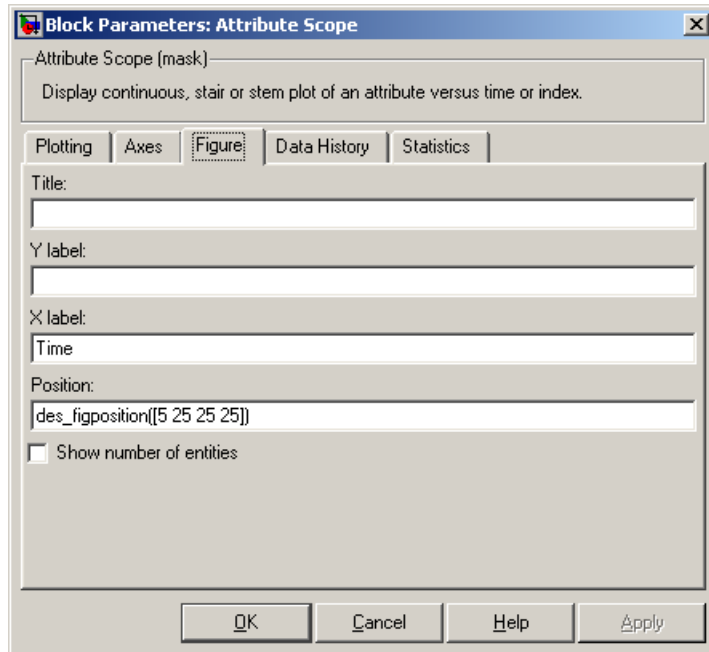 Block Parameters: Attribute Scope
Attribute Scope (mask)
Display continuous, stair or stem plot of an attribute versus time or index.
Plotting Axes Figure Data History Statistics
Title:
Y label:
X label:
Time
Position:
des_figposition([5 25 25 25])
Show number of entities
OK Cancel Help Apply